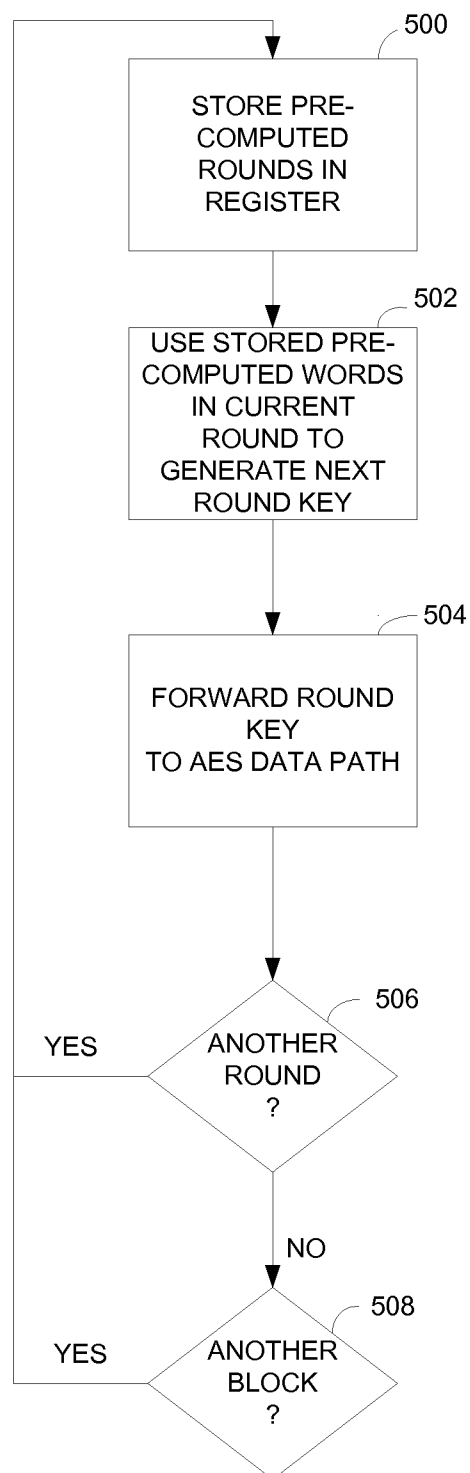 500
STORE PRE-
COMPUTED
ROUNDS IN
REGISTER
502
USE STORED PRE-
COMPUTED WORDS
IN CURRENT
ROUND TO
GENERATE NEXT
ROUND KEY
504
FORWARD ROUND
KEY
TO AES DATA PATH
506
ANOTHER
ROUND
?
YES
NO
508
ANOTHER
BLOCK
?
YES